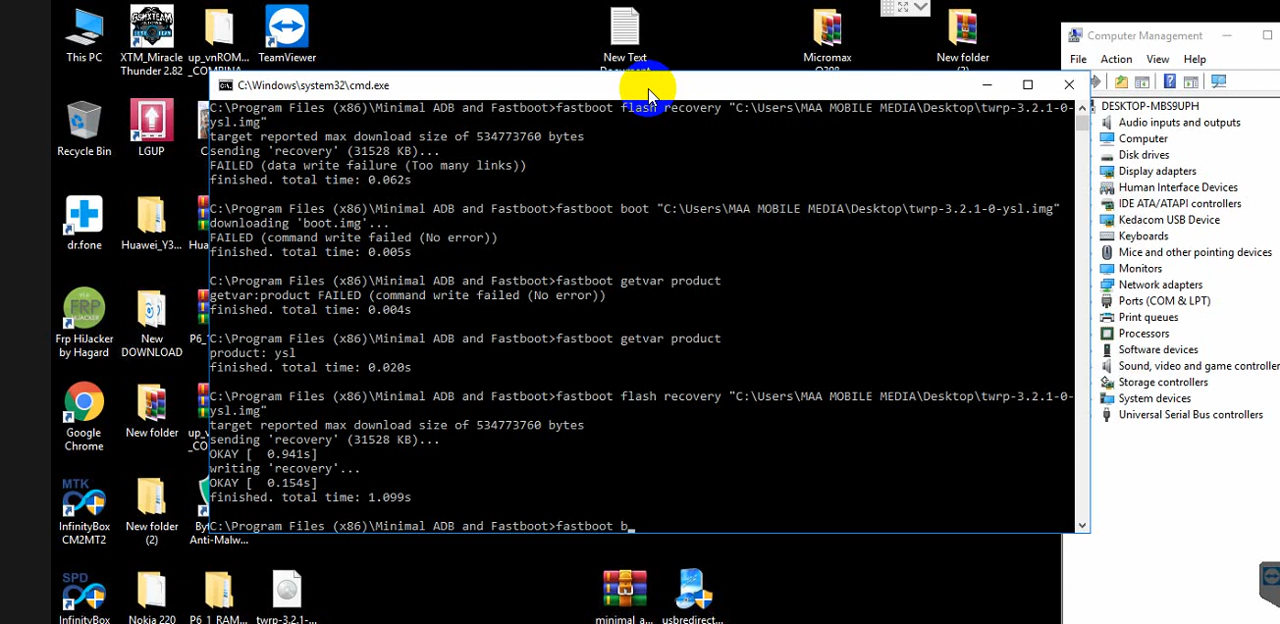 This PC
XTM_Miracle
Thunder 2.82
up_vnROM...
_COMBINA...
TeamViewer
New Text
Document
Micromax
New folder
(2)
Computer Management
File Action View Help
DESKTOP-MBS9UPH
Audio inputs and outputs
Computer
Disk drives
Display adapters
Human Interface Devices
IDE ATA/ATAPI controllers
Kedacom USB Device
Keyboards
Mice and other pointing devices
Monitors
Network adapters
Ports (COM & LPT)
Print queues
Processors
Software devices
Sound, video and game controller
Storage controllers
System devices
Universal Serial Bus controllers
C:\Windows\system32\cmd.exe
C:\Program Files (x86)\Minimal ADB and Fastboot>fastboot flash recovery "C:\Users\MAA MOBILE MEDIA\Desktop\twrp-3.2.1-0-
ysl.img"
target reported max download size of 534773760 bytes
sending 'recovery' (31528 KB)...
FAILED (data write failure (Too many links))
finished. total time: 0.062s
C:\Program Files (x86)\Minimal ADB and Fastboot>fastboot boot "C:\Users\MAA MOBILE MEDIA\Desktop\twrp-3.2.1-0-ysl.img"
downloading 'boot.img'...
FAILED (command write failed (No error))
finished. total time: 0.005s
C:\Program Files (x86)\Minimal ADB and Fastboot>fastboot getvar product
getvar:product FAILED (command write failed (No error))
finished. total time: 0.004s
C:\Program Files (x86)\Minimal ADB and Fastboot>fastboot getvar product
product: ysl
finished. total time: 0.020s
C:\Program Files (x86)\Minimal ADB and Fastboot>fastboot flash recovery "C:\Users\MAA MOBILE MEDIA\Desktop\twrp-3.2.1-0-
ysl.img"
target reported max download size of 534773760 bytes
sending 'recovery' (31528 KB)...
OKAY [  0.941s]
writing 'recovery'...
OKAY [  0.154s]
finished. total time: 1.099s
C:\Program Files (x86)\Minimal ADB and Fastboot>fastboot b_
Recycle Bin
LGUP
dr.fone
Huawei_Y3...
FRP
Frp HiJacker
by Hagard
New
DOWNLOAD
P6_1
Google
Chrome
New folder
up_
_CO
MTK
InfinityBox
CM2MT2
New folder
(2)
Byt
Anti-Malw...
SPD
InfinityBox
Nokia 220
P6_1_RAM...
twrp-3.2.1-...
minimal_a...
usbredirect...